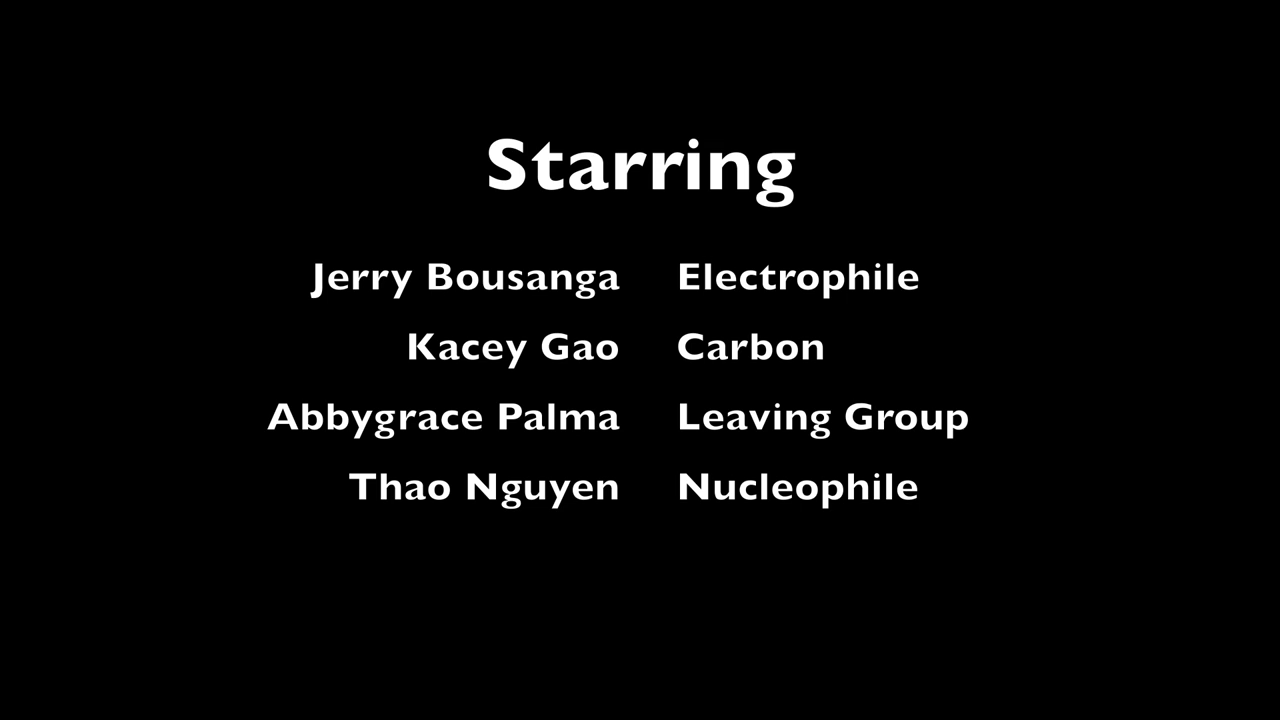 Starring
Jerry Bousanga Electrophile
Kacey Gao Carbon
Abbygrace Palma Leaving Group
Thao Nguyen Nucleophile